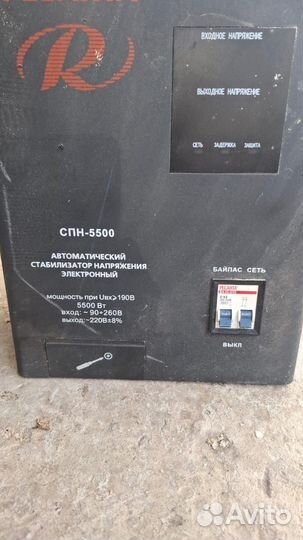 R
ВХОДНОЕ НАПРЯЖЕНИЕ
ВЫХОДНОЕ НАПРЯЖЕНИЕ
СЕТЬ ЗАДЕРЖКА ЗАЩИТА
СПН-5500
АВТОМАТИЧЕСКИЙ
СТАБИЛИЗАТОР НАПРЯЖЕНИЯ
ЭЛЕКТРОННЫЙ
мощность при Uвх⩾190В
5500 Вт
вход: ~ 90÷260В
выход:~220В±8%
БАЙПАС СЕТЬ
РЕСАНТА
ВЫКЛ
Avito